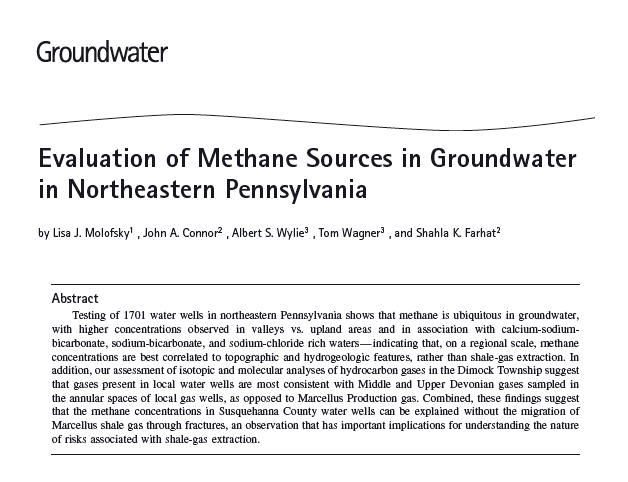 Groundwater
Evaluation of Methane Sources in Groundwater
in Northeastern Pennsylvania
by Lisa J. Molofsky¹ , John A. Connor² , Albert S. Wylie³ , Tom Wagner³ , and Shahla K. Farhat²
Abstract
Testing of 1701 water wells in northeastern Pennsylvania shows that methane is ubiquitous in groundwater,
with higher concentrations observed in valleys vs. upland areas and in association with calcium-sodium-
bicarbonate, sodium-bicarbonate, and sodium-chloride rich waters—indicating that, on a regional scale, methane
concentrations are best correlated to topographic and hydrogeologic features, rather than shale-gas extraction. In
addition, our assessment of isotopic and molecular analyses of hydrocarbon gases in the Dimock Township suggest
that gases present in local water wells are most consistent with Middle and Upper Devonian gases sampled in
the annular spaces of local gas wells, as opposed to Marcellus Production gas. Combined, these findings suggest
that the methane concentrations in Susquehanna County water wells can be explained without the migration of
Marcellus shale gas through fractures, an observation that has important implications for understanding the nature
of risks associated with shale-gas extraction.